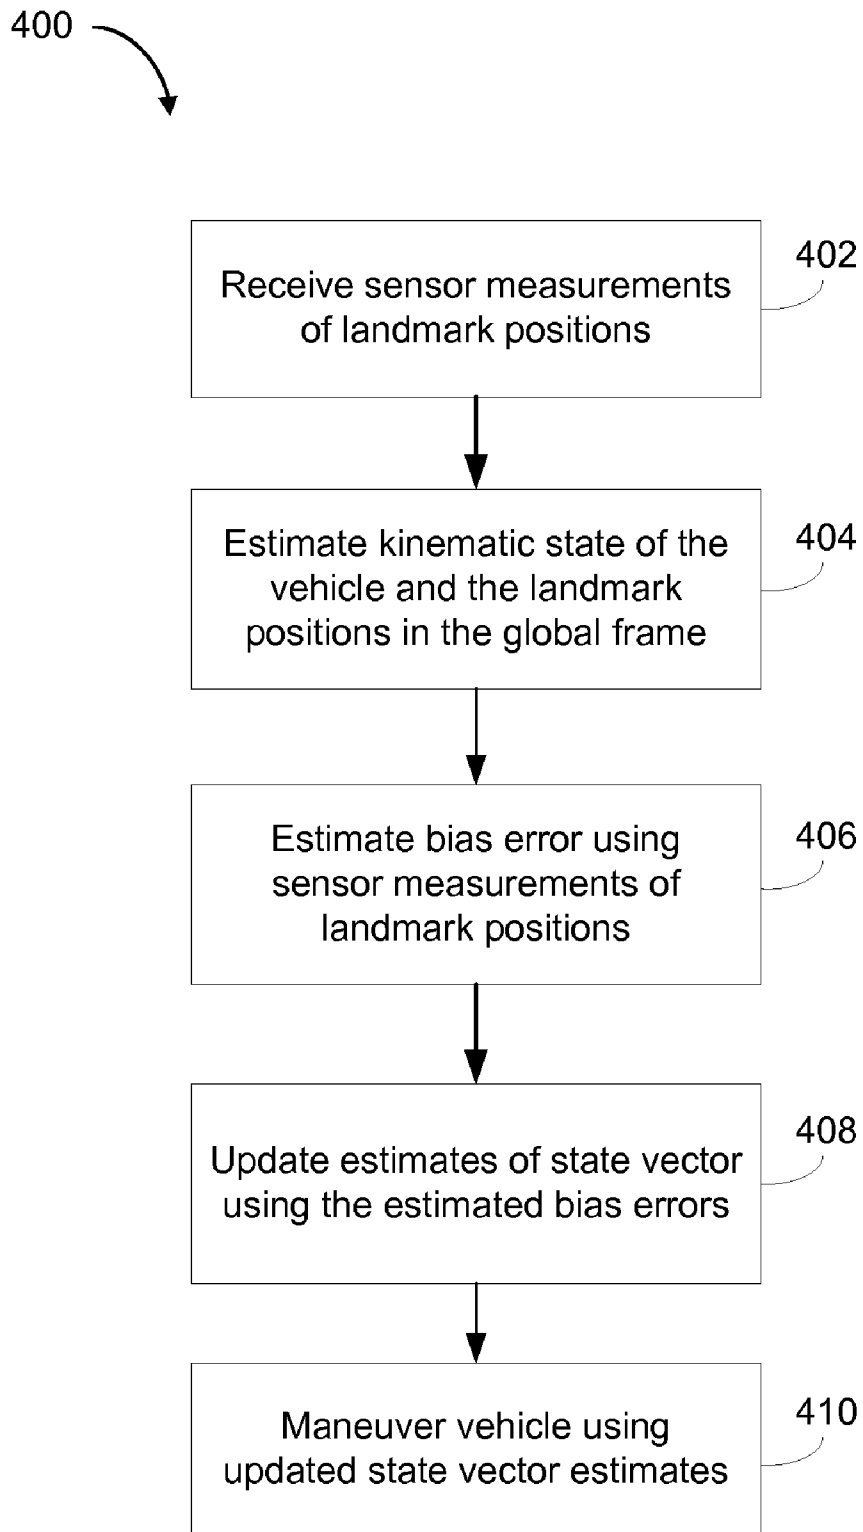 400
402
Receive sensor measurements
of landmark positions
404
Estimate kinematic state of the
vehicle and the landmark
positions in the global frame
406
Estimate bias error using
sensor measurements of
landmark positions
408
Update estimates of state vector
using the estimated bias errors
410
Maneuver vehicle using
updated state vector estimates